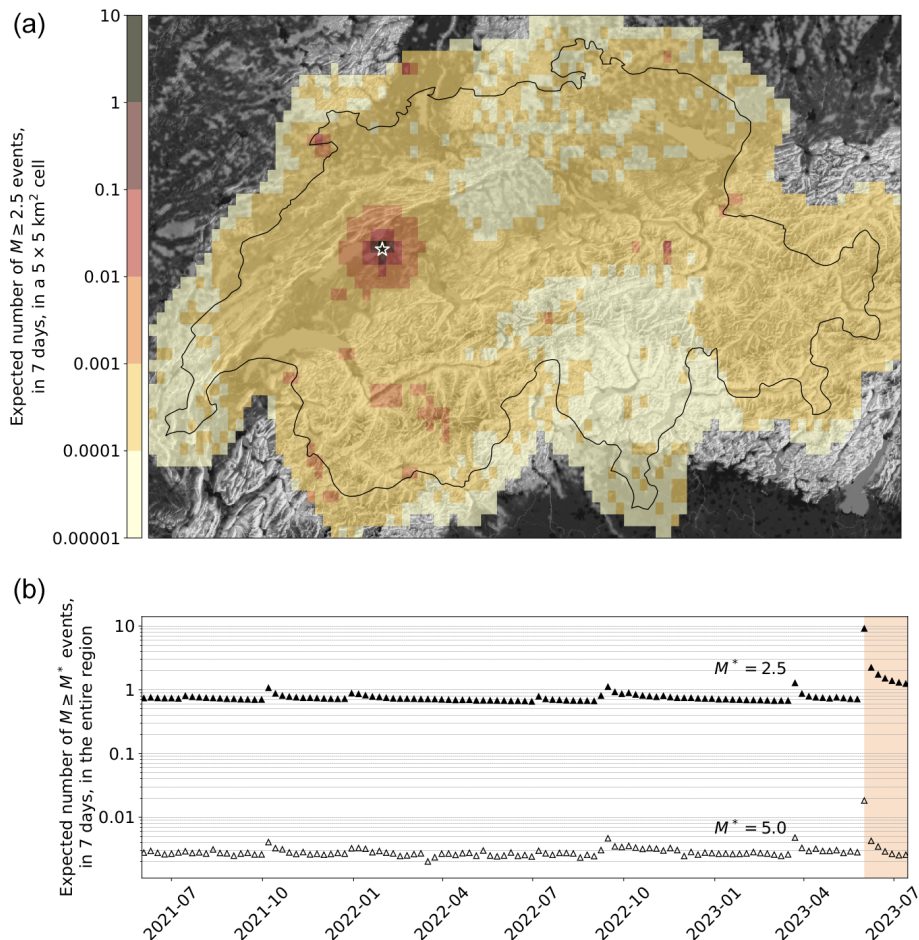 (a)
Expected number of M ≥ 2.5 events,
in 7 days, in a 5 × 5 km² cell
10
1
0.1
0.01
0.001
0.0001
0.00001
(b)
Expected number of M ≥ M* events,
in 7 days, in the entire region
10
1
0.1
0.01
M* = 2.5
M* = 5.0
2021-07
2021-10
2022-01
2022-04
2022-07
2022-10
2023-01
2023-04
2023-07